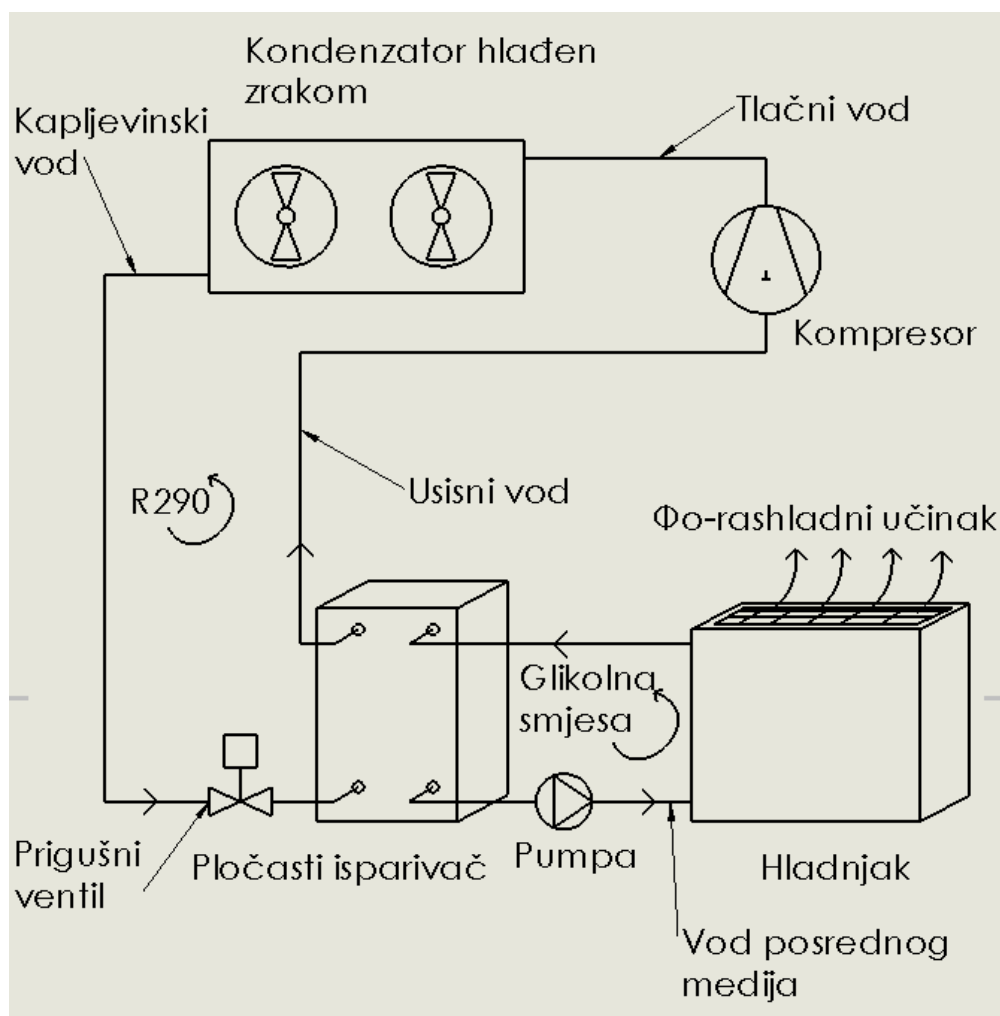 Kondenzator hlađen
zrakom
Kapljevinski
vod
Tlačni vod
Kompresor
Usisni vod
R290
Φo-rashladni učinak
Glikolna
smjesa
Prigušni
ventil
Pločasti isparivač
Pumpa
Hladnjak
Vod posrednog
medija